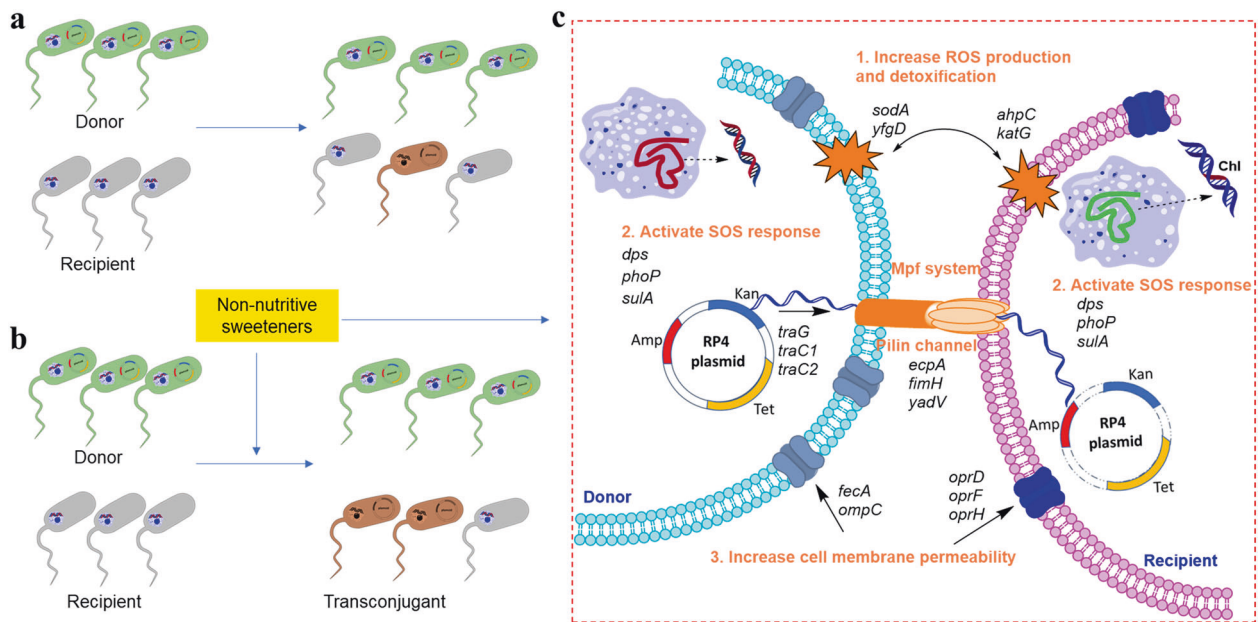 a
Donor
Recipient
Non-nutritive
sweeteners
b
Donor
Recipient
Transconjugant
c
1. Increase ROS production
and detoxification
sodA
yfgD
ahpC
katG
Chl
2. Activate SOS response
dps
phoP
sulA
Mpf system
2. Activate SOS response
dps
phoP
sulA
Kan
Amp
RP4
plasmid
Tet
traG
traC1
traC2
Pilin channel
ecpA
fimH
yadV
Kan
Amp
RP4
plasmid
Tet
Donor
fecA
ompC
oprD
oprF
oprH
3. Increase cell membrane permeability
Recipient